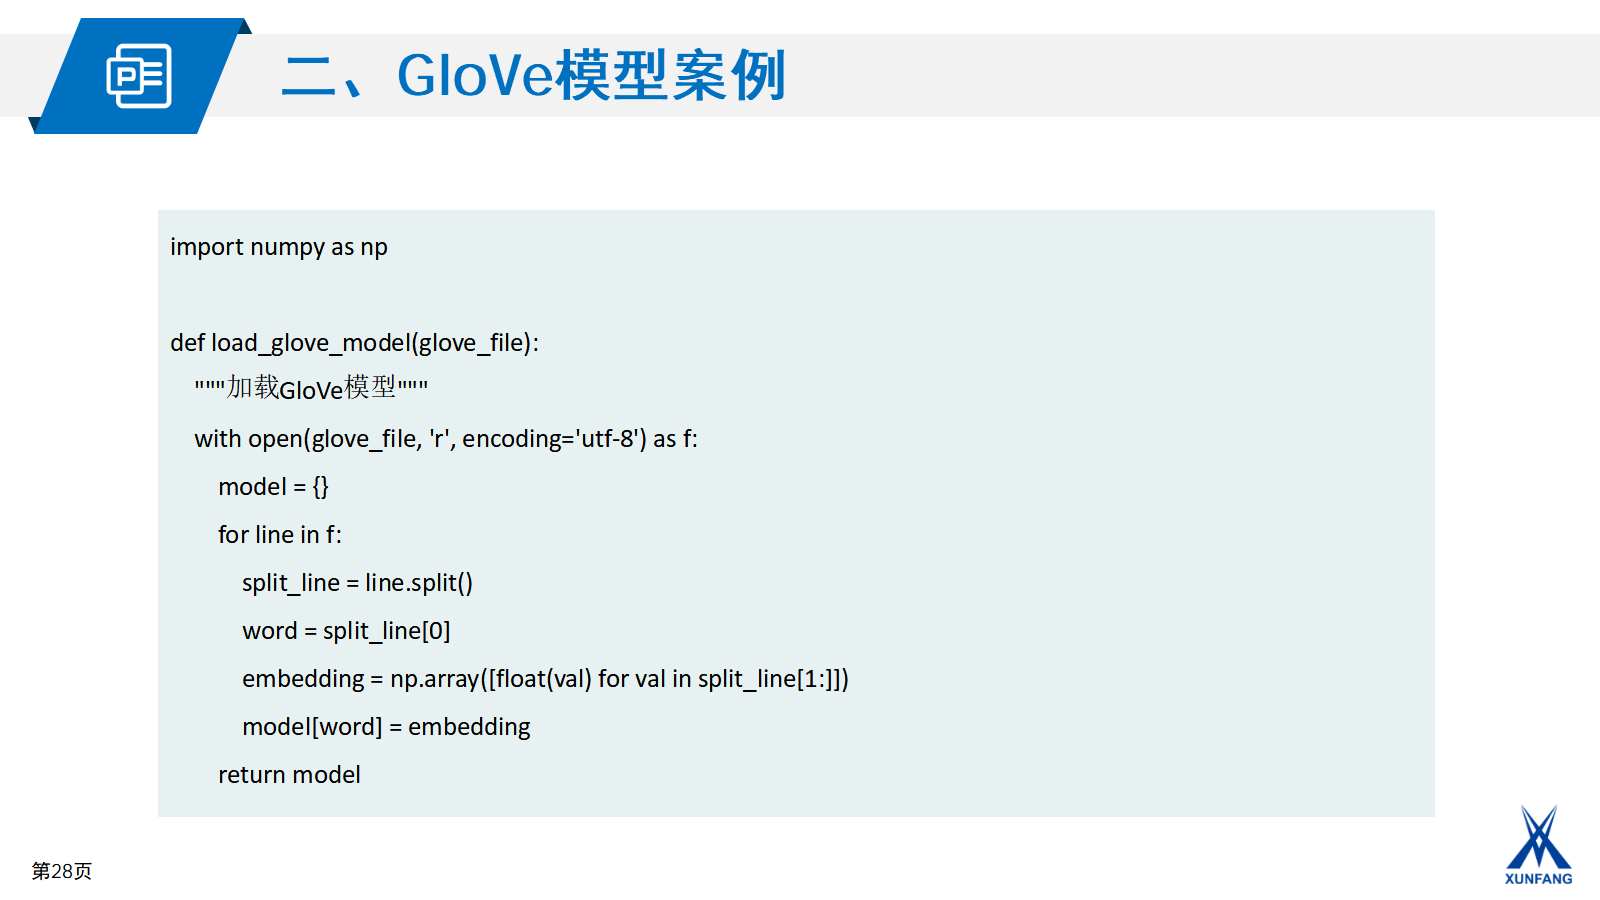 二、GloVe模型案例
import numpy as np
def load_glove_model(glove_file):
"""加载GloVe模型"""
with open(glove_file, 'r', encoding='utf-8') as f:
model = {}
for line in f:
split_line = line.split()
word = split_line[0]
embedding = np.array([float(val) for val in split_line[1:]])
model[word] = embedding
return model
第28页
XUNFANG